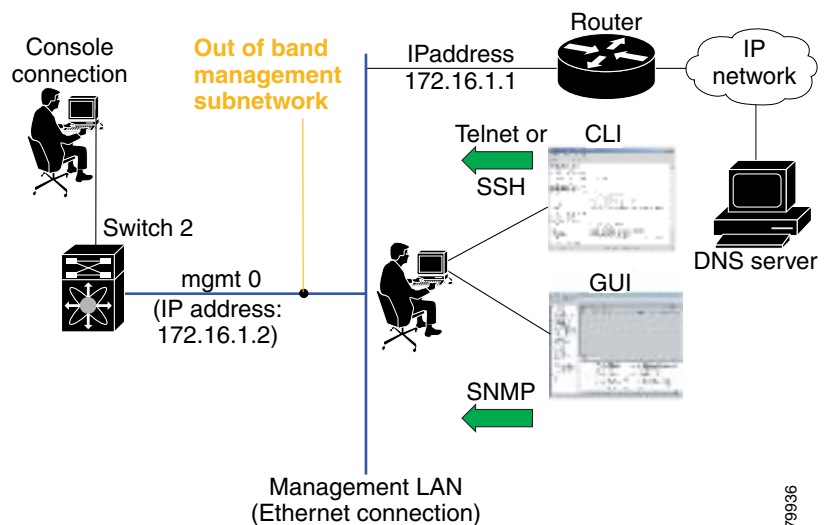 Console
connection
Out of band
management
subnetwork
IPaddress
172.16.1.1
Router
IP
network
Telnet or
SSH
CLI
DNS server
Switch 2
mgmt 0
(IP address:
172.16.1.2)
GUI
SNMP
Management LAN
(Ethernet connection)
79936